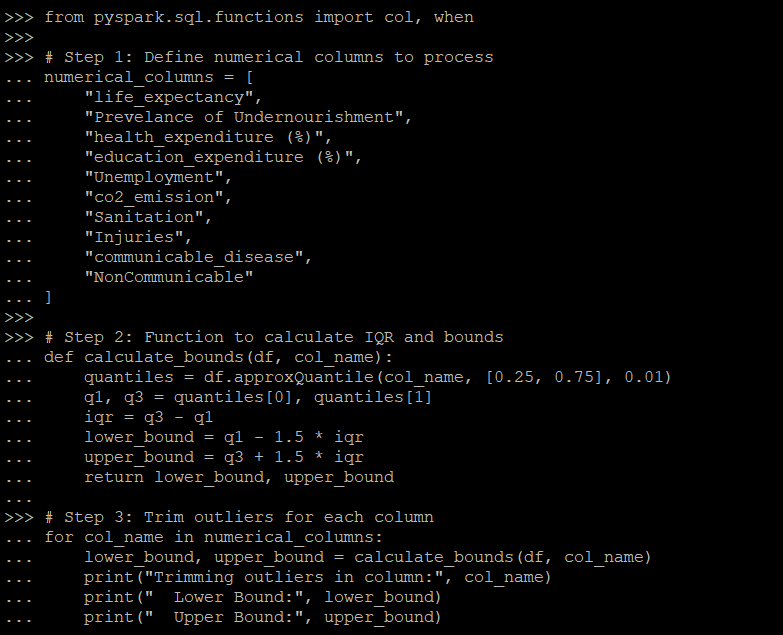 >>> from pyspark.sql.functions import col, when
>>>
>>> # Step 1: Define numerical columns to process
... numerical_columns = [
...     "life_expectancy",
...     "Prevelance of Undernourishment",
...     "health_expenditure (%)",
...     "education_expenditure (%)",
...     "Unemployment",
...     "co2_emission",
...     "Sanitation",
...     "Injuries",
...     "communicable_disease",
...     "NonCommunicable"
... ]
>>>
>>> # Step 2: Function to calculate IQR and bounds
... def calculate_bounds(df, col_name):
...     quantiles = df.approxQuantile(col_name, [0.25, 0.75], 0.01)
...     q1, q3 = quantiles[0], quantiles[1]
...     iqr = q3 - q1
...     lower_bound = q1 - 1.5 * iqr
...     upper_bound = q3 + 1.5 * iqr
...     return lower_bound, upper_bound
...
>>> # Step 3: Trim outliers for each column
... for col_name in numerical_columns:
...     lower_bound, upper_bound = calculate_bounds(df, col_name)
...     print("Trimming outliers in column:", col_name)
...     print("  Lower Bound:", lower_bound)
...     print("  Upper Bound:", upper_bound)